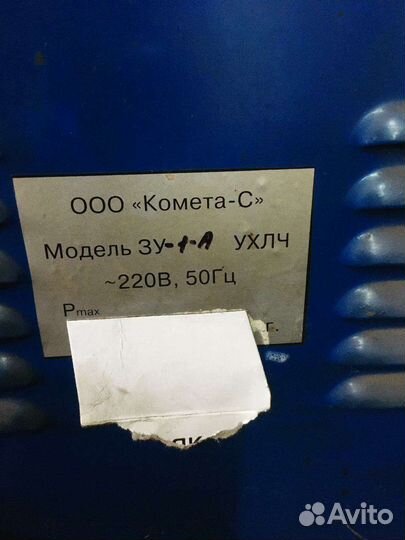 ООО «Комета-С»
Модель ЗУ-1-А УХЛЧ
~220В, 50Гц
Pmax
г.
Avito